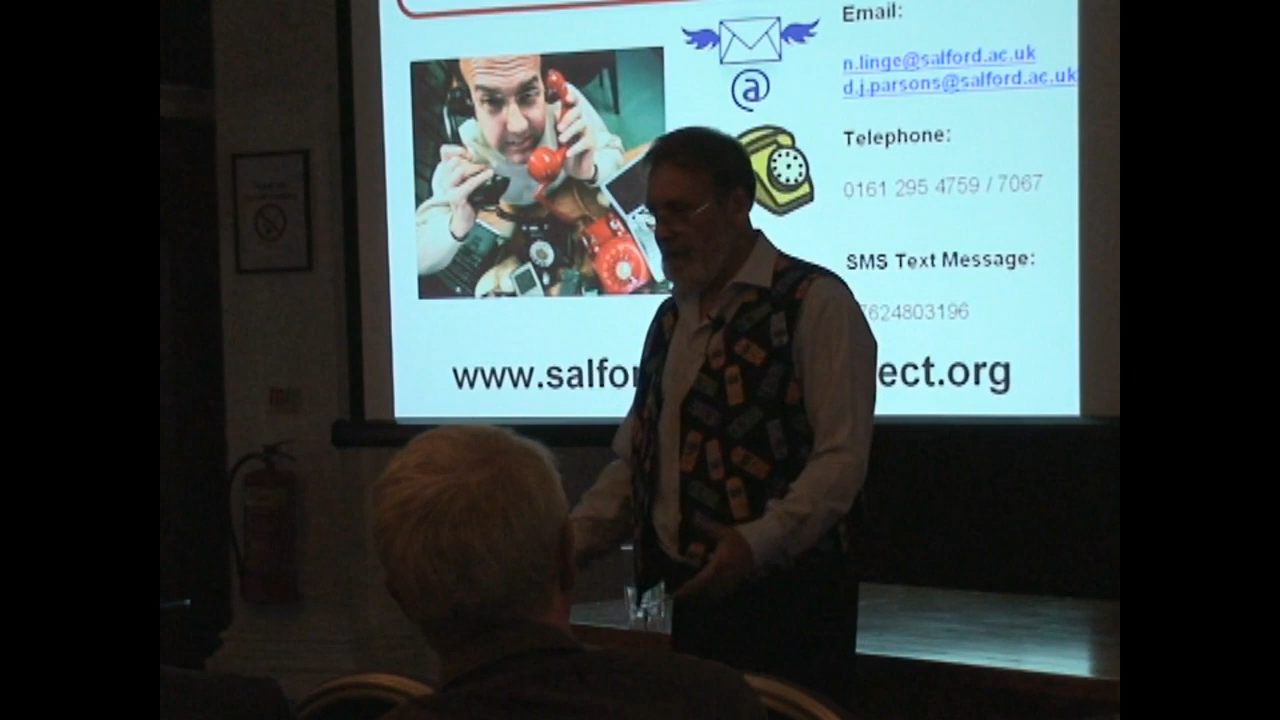 Email:
n.linge@salford.ac.uk
d.j.parsons@salford.ac.uk
@
Telephone:
0161 295 4759 / 7067
SMS Text Message:
7624803196
www.salfor
ect.org